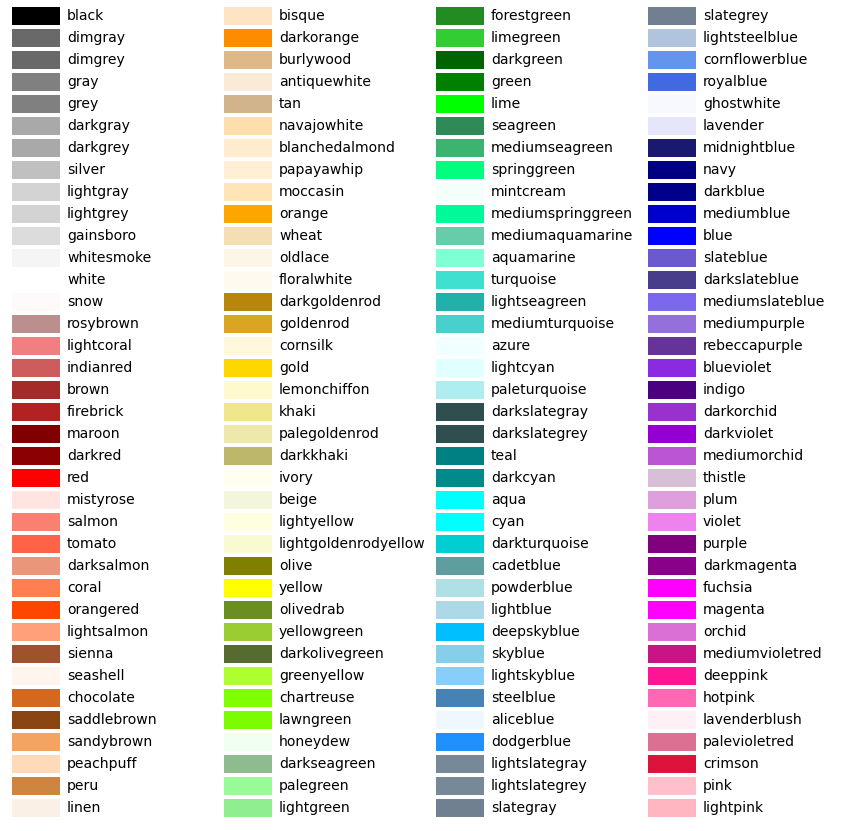 black
dimgray
dimgrey
gray
grey
darkgray
darkgrey
silver
lightgray
lightgrey
gainsboro
whitesmoke
white
snow
rosybrown
lightcoral
indianred
brown
firebrick
maroon
darkred
red
mistyrose
salmon
tomato
darksalmon
coral
orangered
lightsalmon
sienna
seashell
chocolate
saddlebrown
sandybrown
peachpuff
peru
linen
bisque
darkorange
burlywood
antiquewhite
tan
navajowhite
blanchedalmond
papayawhip
moccasin
orange
wheat
oldlace
floralwhite
darkgoldenrod
goldenrod
cornsilk
gold
lemonchiffon
khaki
palegoldenrod
darkkhaki
ivory
beige
lightyellow
lightgoldenrodyellow
olive
yellow
olivedrab
yellowgreen
darkolivegreen
greenyellow
chartreuse
lawngreen
honeydew
darkseagreen
palegreen
lightgreen
forestgreen
limegreen
darkgreen
green
lime
seagreen
mediumseagreen
springgreen
mintcream
mediumspringgreen
mediumaquamarine
aquamarine
turquoise
lightseagreen
mediumturquoise
azure
lightcyan
paleturquoise
darkslategray
darkslategrey
teal
darkcyan
aqua
cyan
darkturquoise
cadetblue
powderblue
lightblue
deepskyblue
skyblue
lightskyblue
steelblue
aliceblue
dodgerblue
lightslategray
lightslategrey
slategray
slategrey
lightsteelblue
cornflowerblue
royalblue
ghostwhite
lavender
midnightblue
navy
darkblue
mediumblue
blue
slateblue
darkslateblue
mediumslateblue
mediumpurple
rebeccapurple
blueviolet
indigo
darkorchid
darkviolet
mediumorchid
thistle
plum
violet
purple
darkmagenta
fuchsia
magenta
orchid
mediumvioletred
deeppink
hotpink
lavenderblush
palevioletred
crimson
pink
lightpink